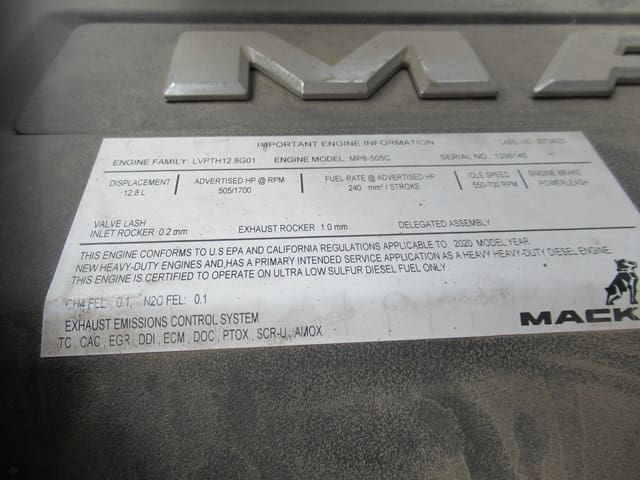 MA
IMPORTANT ENGINE INFORMATION LABEL NO.
ENGINE FAMILY: LVPTH12.8G01 ENGINE MODEL: MP8-505C SERIAL NO : 1299145
DISPLACEMENT ADVERTISED HP @ RPM FUEL RATE @ ADVERTISED HP IDLE SPEED ENGINE BRAKE
12.8 L 505/1700 240 mm³ / STROKE 550-700 RPM POWERLEASH
VALVE LASH
INLET ROCKER 0.2 mm EXHAUST ROCKER 1.0 mm DELEGATED ASSEMBLY
THIS ENGINE CONFORMS TO U.S EPA AND CALIFORNIA REGULATIONS APPLICABLE TO 2020 MODEL YEAR
NEW HEAVY-DUTY ENGINES AND HAS A PRIMARY INTENDED SERVICE APPLICATION AS A HEAVY HEAVY-DUTY DIESEL ENGINE.
THIS ENGINE IS CERTIFIED TO OPERATE ON ULTRA LOW SULFUR DIESEL FUEL ONLY.
CH4 FEL: 0.1, N2O FEL: 0.1
EXHAUST EMISSIONS CONTROL SYSTEM
TC , CAC , EGR , DDI , ECM , DOC , PTOX , SCR-U , AMOX
MACK